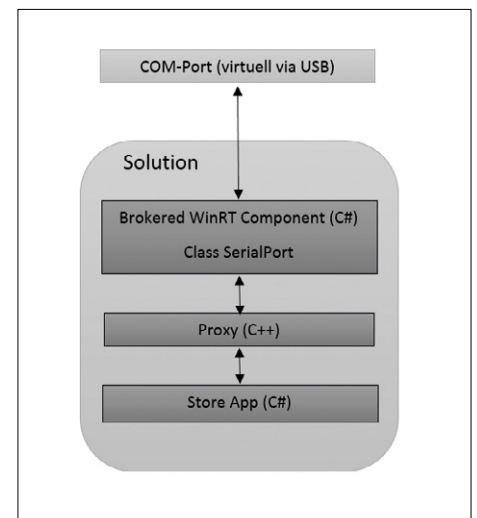 COM-Port (virtuell via USB)
Solution
Brokered WinRT Component (C#)
Class SerialPort
Proxy (C++)
Store App (C#)